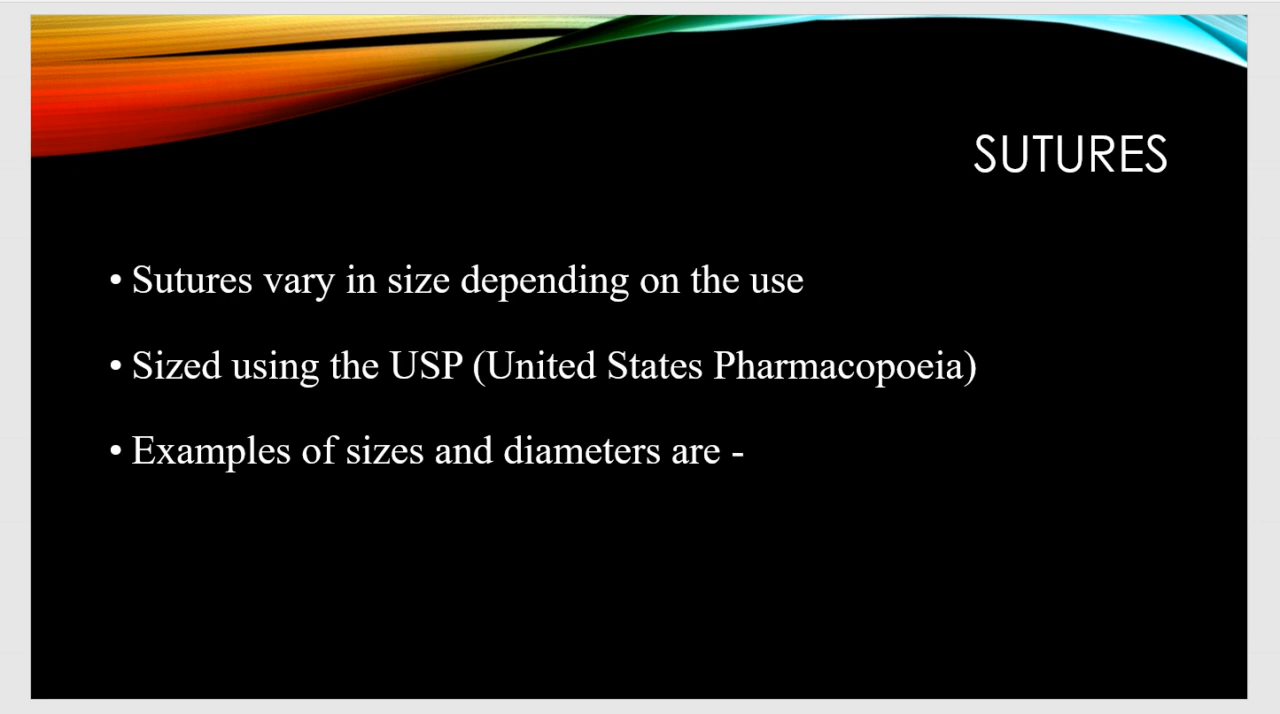 SUTURES
• Sutures vary in size depending on the use
• Sized using the USP (United States Pharmacopoeia)
• Examples of sizes and diameters are -